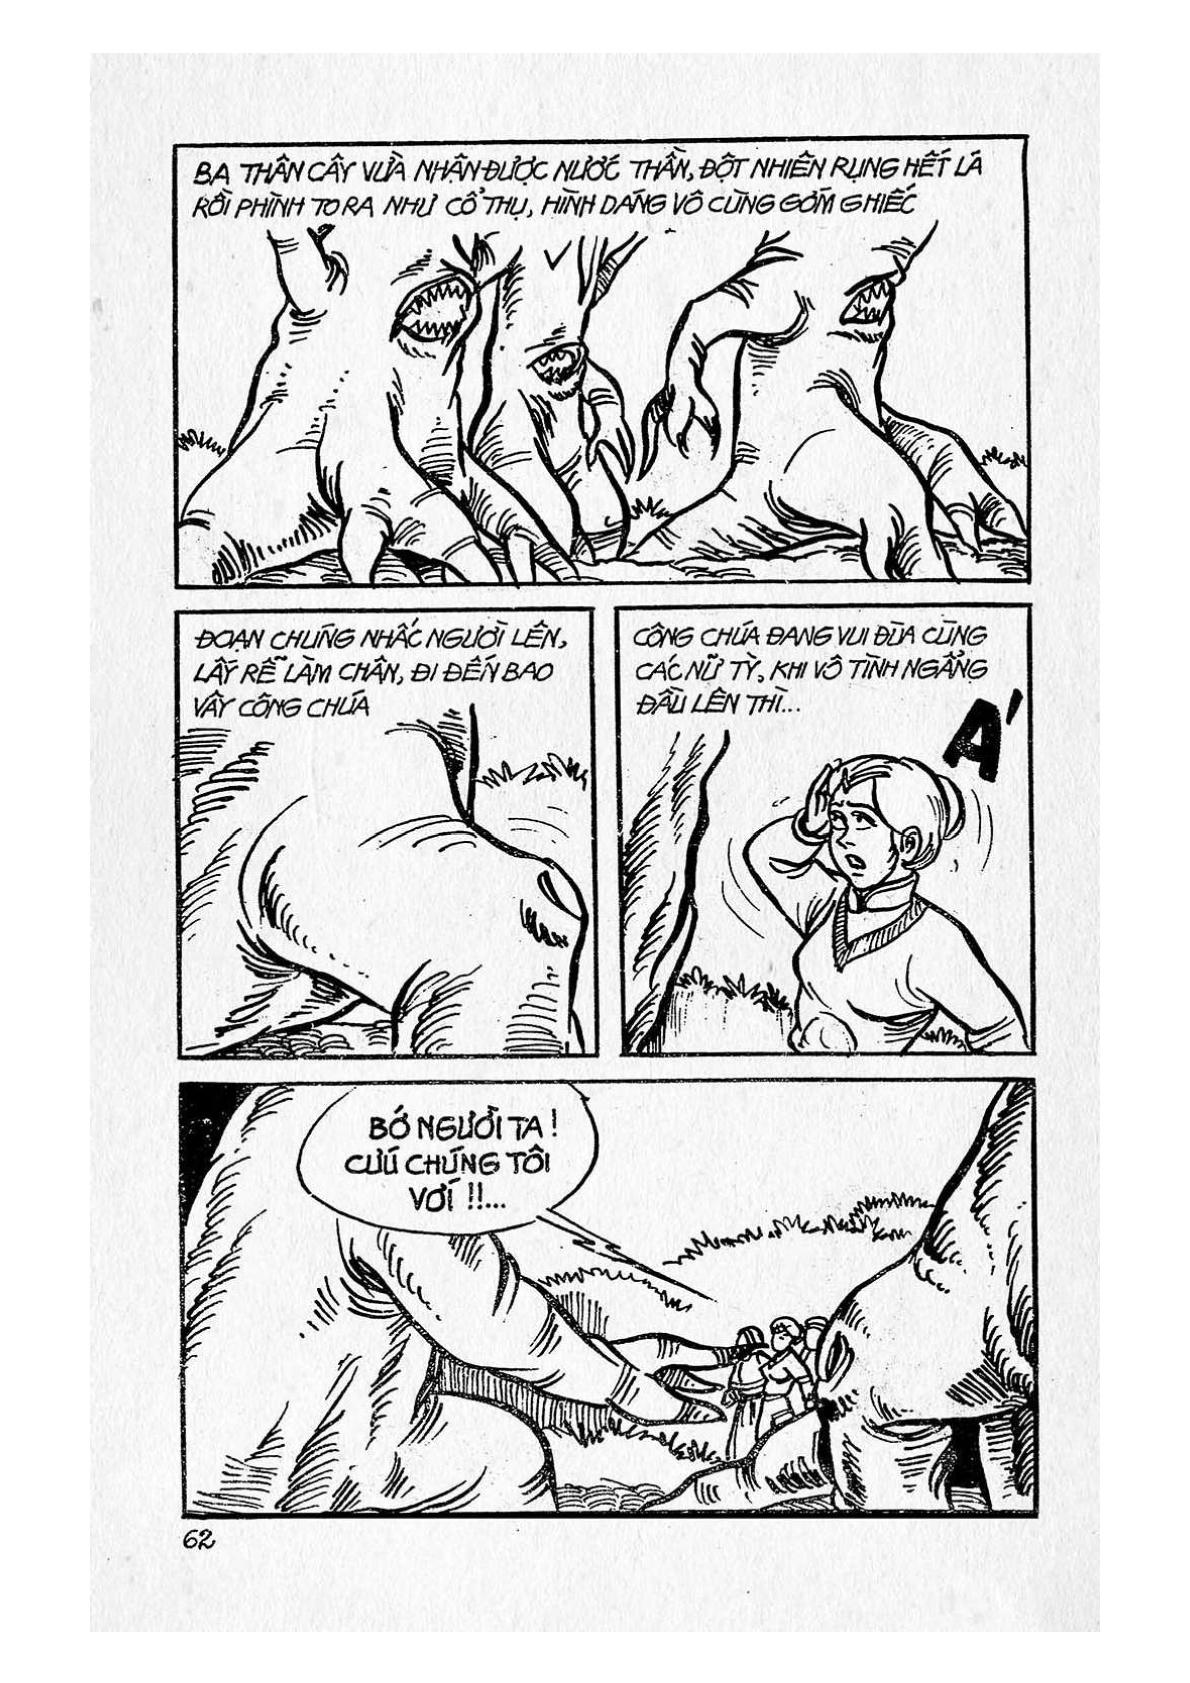 BA THÂN CÂY VỪA NHẬN ĐƯỢC NƯỚC THẦN, ĐỘT NHIÊN RỤNG HẾT LÁ
RỒI PHÌNH TO RA NHƯ CỔ THỤ, HÌNH DÁNG VÔ CÙNG GỚM GHIẾC
ĐOẠN CHÚNG NHẤC NGƯỜI LÊN,
LẤY RỄ LÀM CHÂN, ĐI ĐẾN BAO
VÂY CÔNG CHÚA
CÔNG CHÚA ĐANG VUI ĐÙA CÙNG
CÁC NỮ TỲ, KHI VÔ TÌNH NGẨNG
ĐẦU LÊN THÌ...
Á
BỚ NGƯỜI TA !
CỨU CHÚNG TÔI
VỚI !!...
62